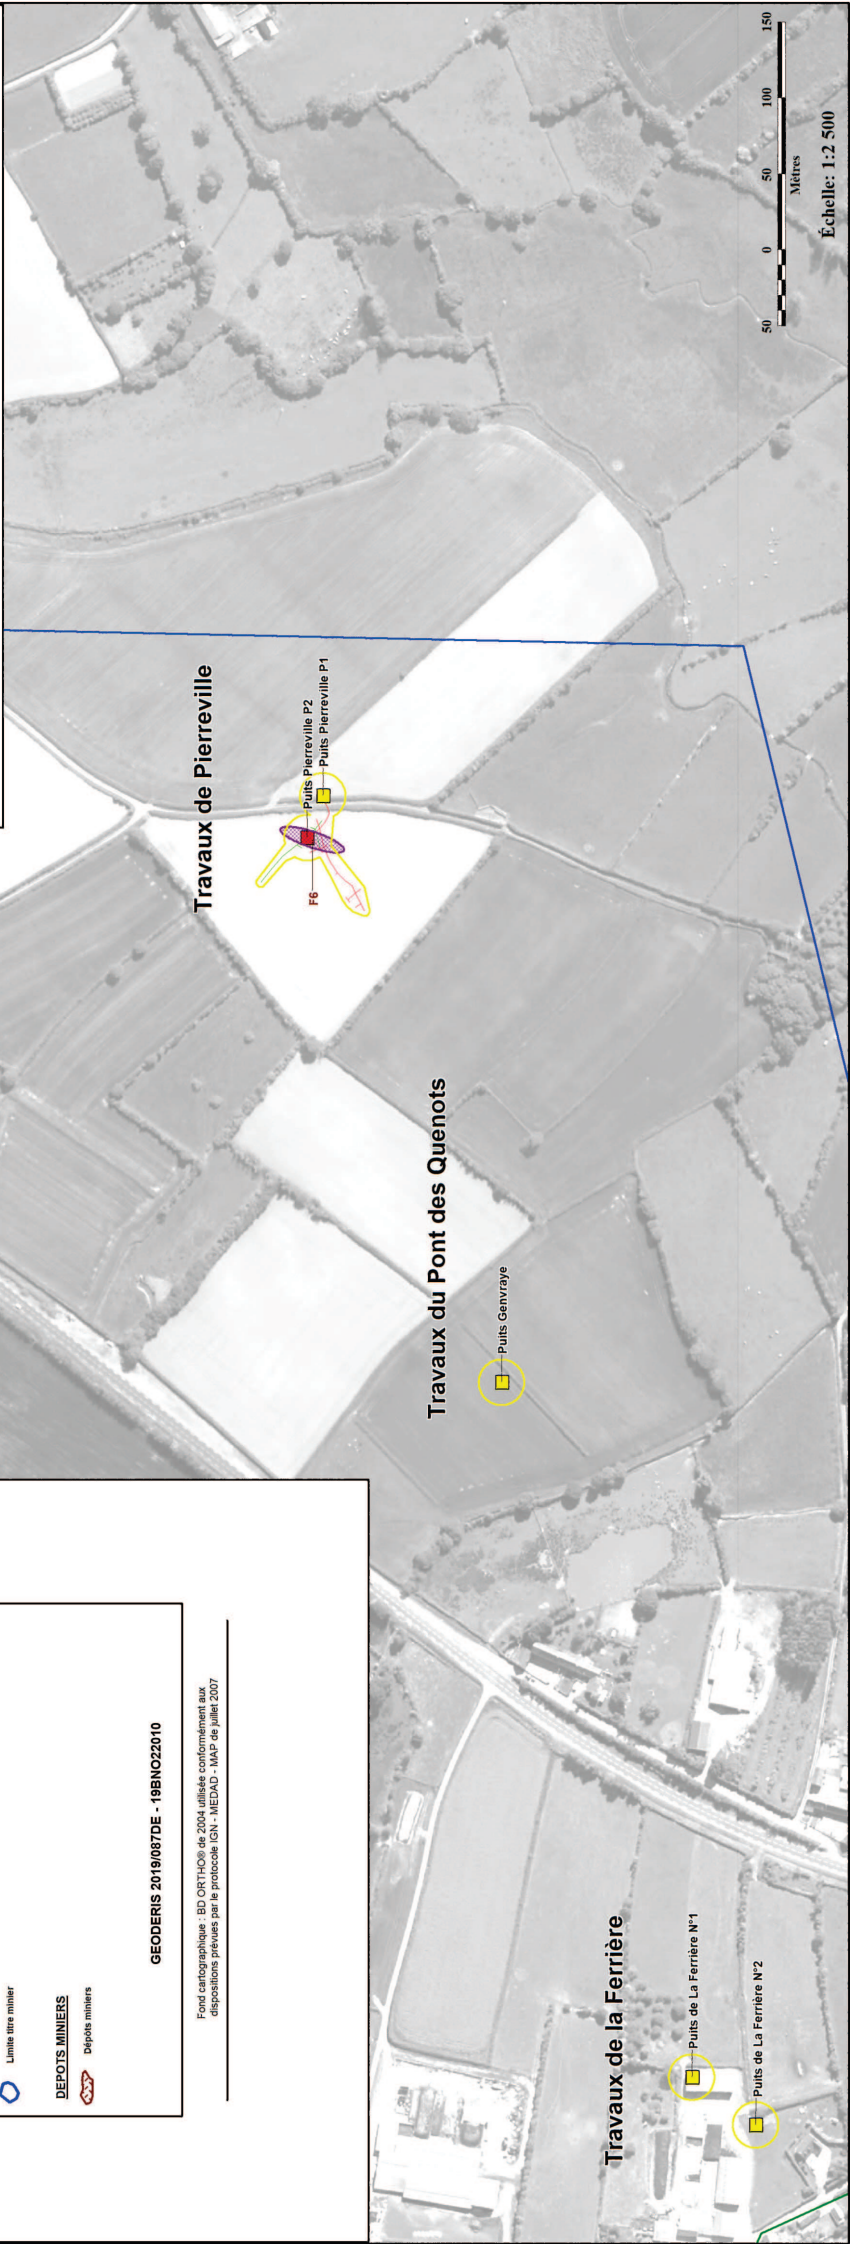 Limite titre minier
DEPOTS MINIERS
Dépôts miniers
GEODERIS 2019/087DE - 19BNO22010
Fond cartographique : BD ORTHO® de 2004 utilisée conformément aux
dispositions prévues par le protocole IGN - MEDAD - MAP de juillet 2007
Travaux de Pierreville
Puits Pierreville P2
Puits Pierreville P1
F6
Travaux du Pont des Quenots
Puits Genvraye
Travaux de la Ferrière
Puits de La Ferrière N°1
Puits de La Ferrière N°2
50 0 50 100 150
Mètres
Échelle: 1:2 500